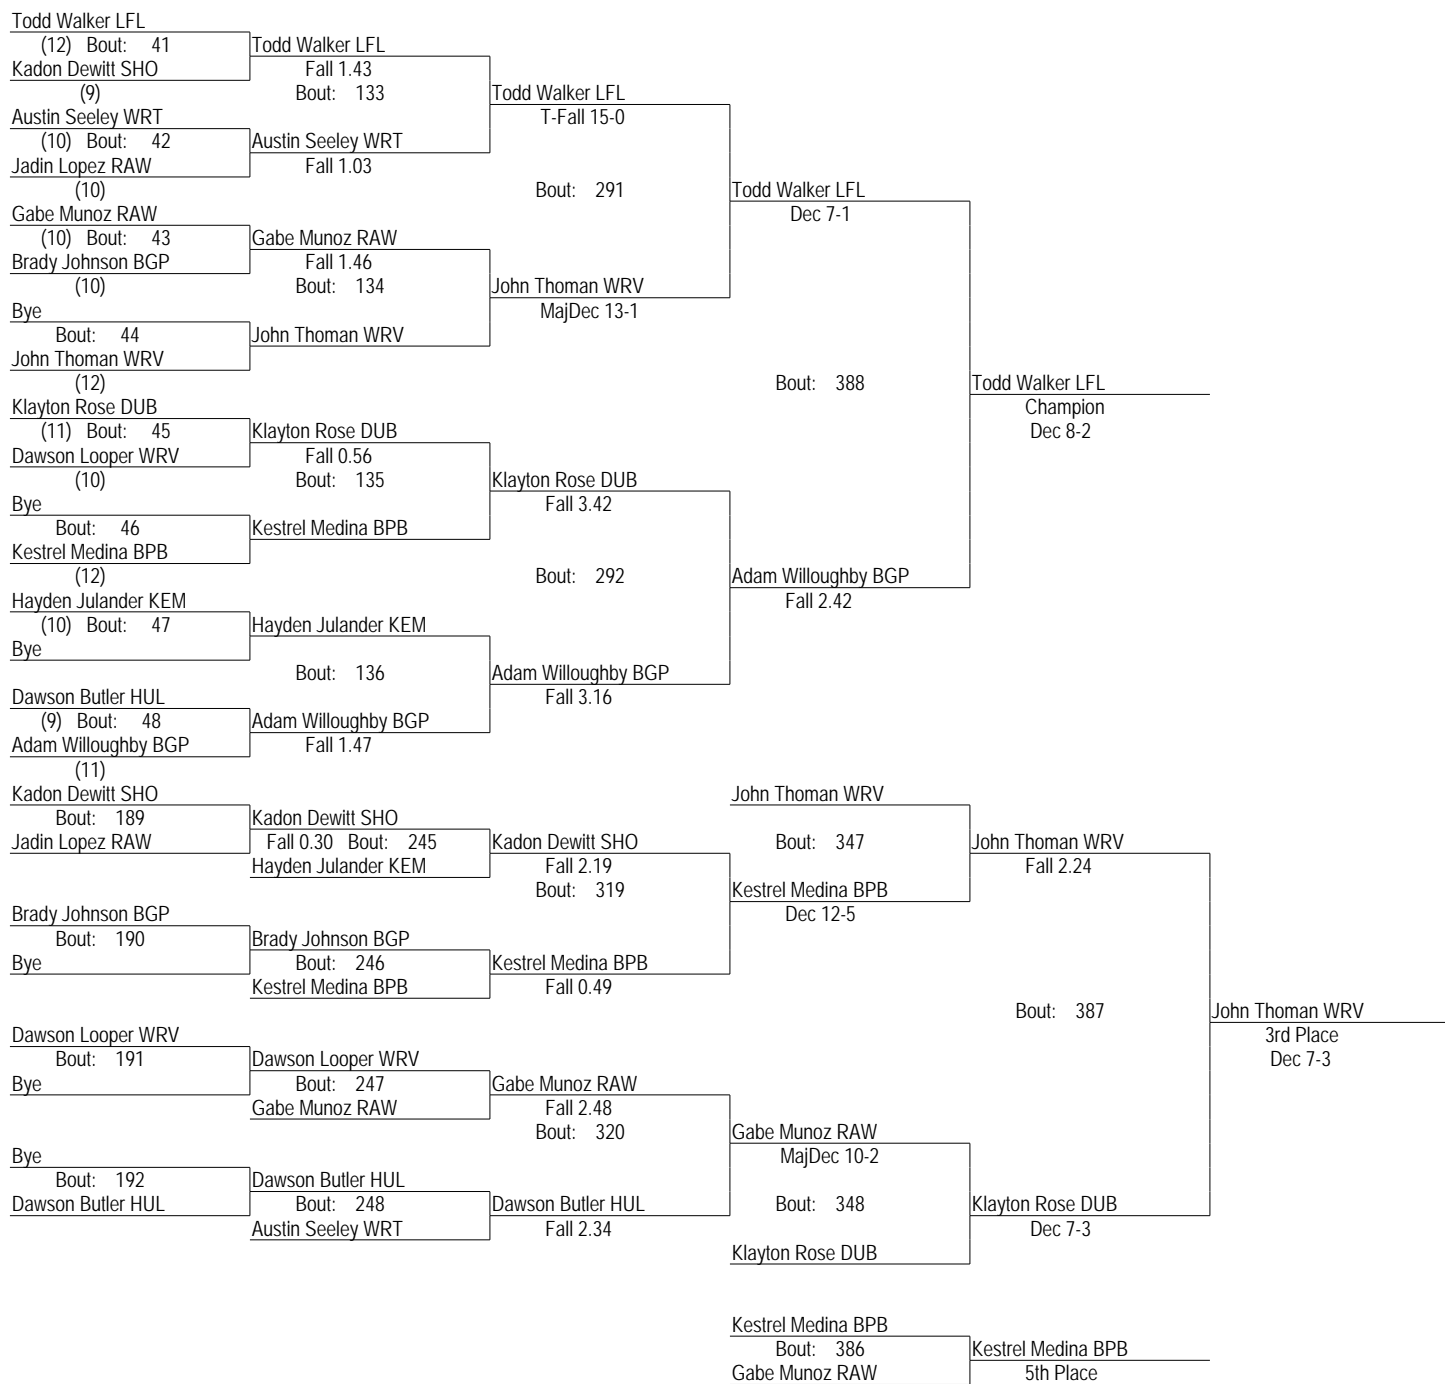 Todd Walker LFL
(12) Bout: 41
Kadon Dewitt SHO
(9)
Austin Seeley WRT
(10) Bout: 42
Jadin Lopez RAW
(10)
Gabe Munoz RAW
(10) Bout: 43
Brady Johnson BGP
(10)
Bye
Bout: 44
John Thoman WRV
(12)
Klayton Rose DUB
(11) Bout: 45
Dawson Looper WRV
(10)
Bye
Bout: 46
Kestrel Medina BPB
(12)
Hayden Julander KEM
(10) Bout: 47
Bye
Dawson Butler HUL
(9) Bout: 48
Adam Willoughby BGP
(11)
Todd Walker LFL
Fall 1.43
Bout: 133
Austin Seeley WRT
Fall 1.03
Gabe Munoz RAW
Fall 1.46
Bout: 134
John Thoman WRV
Klayton Rose DUB
Fall 0.56
Bout: 135
Kestrel Medina BPB
Hayden Julander KEM
Bout: 136
Adam Willoughby BGP
Fall 1.47
Todd Walker LFL
T-Fall 15-0
Bout: 291
John Thoman WRV
MajDec 13-1
Klayton Rose DUB
Fall 3.42
Bout: 292
Adam Willoughby BGP
Fall 3.16
Todd Walker LFL
Dec 7-1
Bout: 388
Adam Willoughby BGP
Fall 2.42
Todd Walker LFL
Champion
Dec 8-2
Kadon Dewitt SHO
Bout: 189
Jadin Lopez RAW
Brady Johnson BGP
Bout: 190
Bye
Dawson Looper WRV
Bout: 191
Bye
Bye
Bout: 192
Dawson Butler HUL
Kadon Dewitt SHO
Fall 0.30 Bout: 245
Hayden Julander KEM
Brady Johnson BGP
Bout: 246
Kestrel Medina BPB
Dawson Looper WRV
Bout: 247
Gabe Munoz RAW
Dawson Butler HUL
Bout: 248
Austin Seeley WRT
Kadon Dewitt SHO
Fall 2.19
Bout: 319
Kestrel Medina BPB
Fall 0.49
Gabe Munoz RAW
Fall 2.48
Bout: 320
Dawson Butler HUL
Fall 2.34
John Thoman WRV
Bout: 347
Kestrel Medina BPB
Dec 12-5
Gabe Munoz RAW
MajDec 10-2
Bout: 348
Klayton Rose DUB
John Thoman WRV
Fall 2.24
Bout: 387
Klayton Rose DUB
Dec 7-3
John Thoman WRV
3rd Place
Dec 7-3
Kestrel Medina BPB
Bout: 386
Gabe Munoz RAW
Kestrel Medina BPB
5th Place